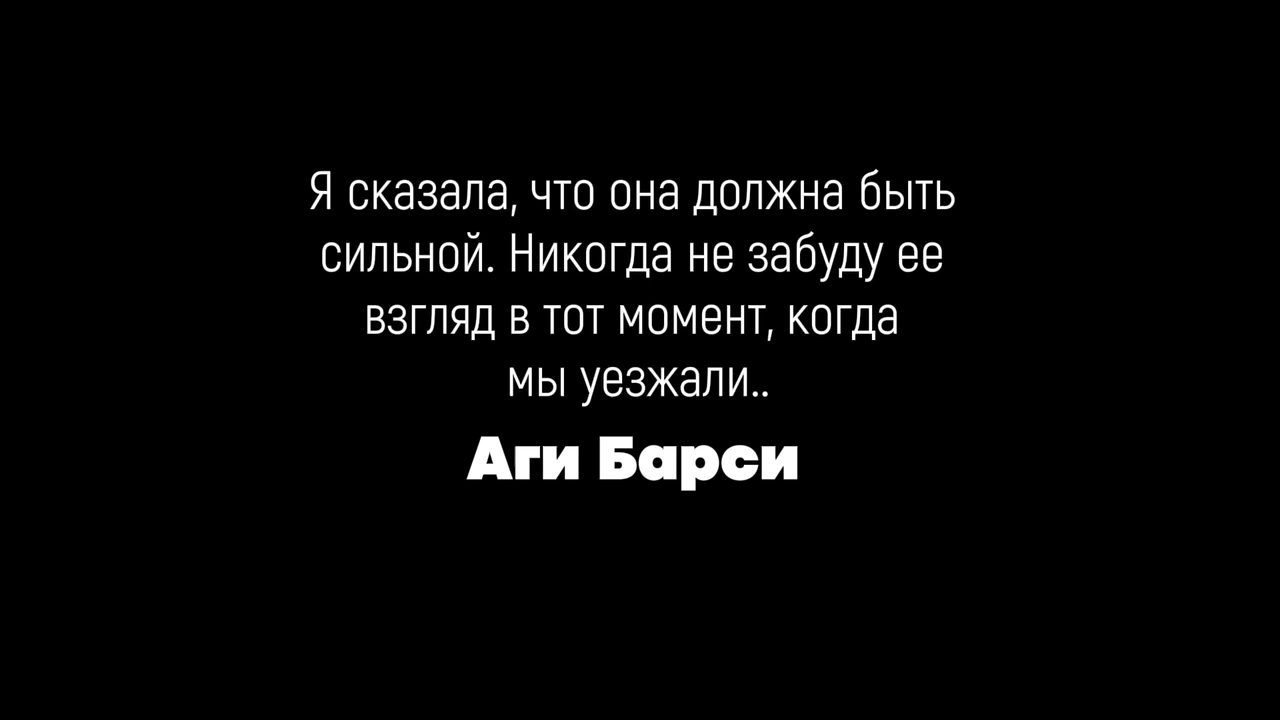 Я сказала, что она должна быть
сильной. Никогда не забуду ее
взгляд в тот момент, когда
мы уезжали..
Аги Барси